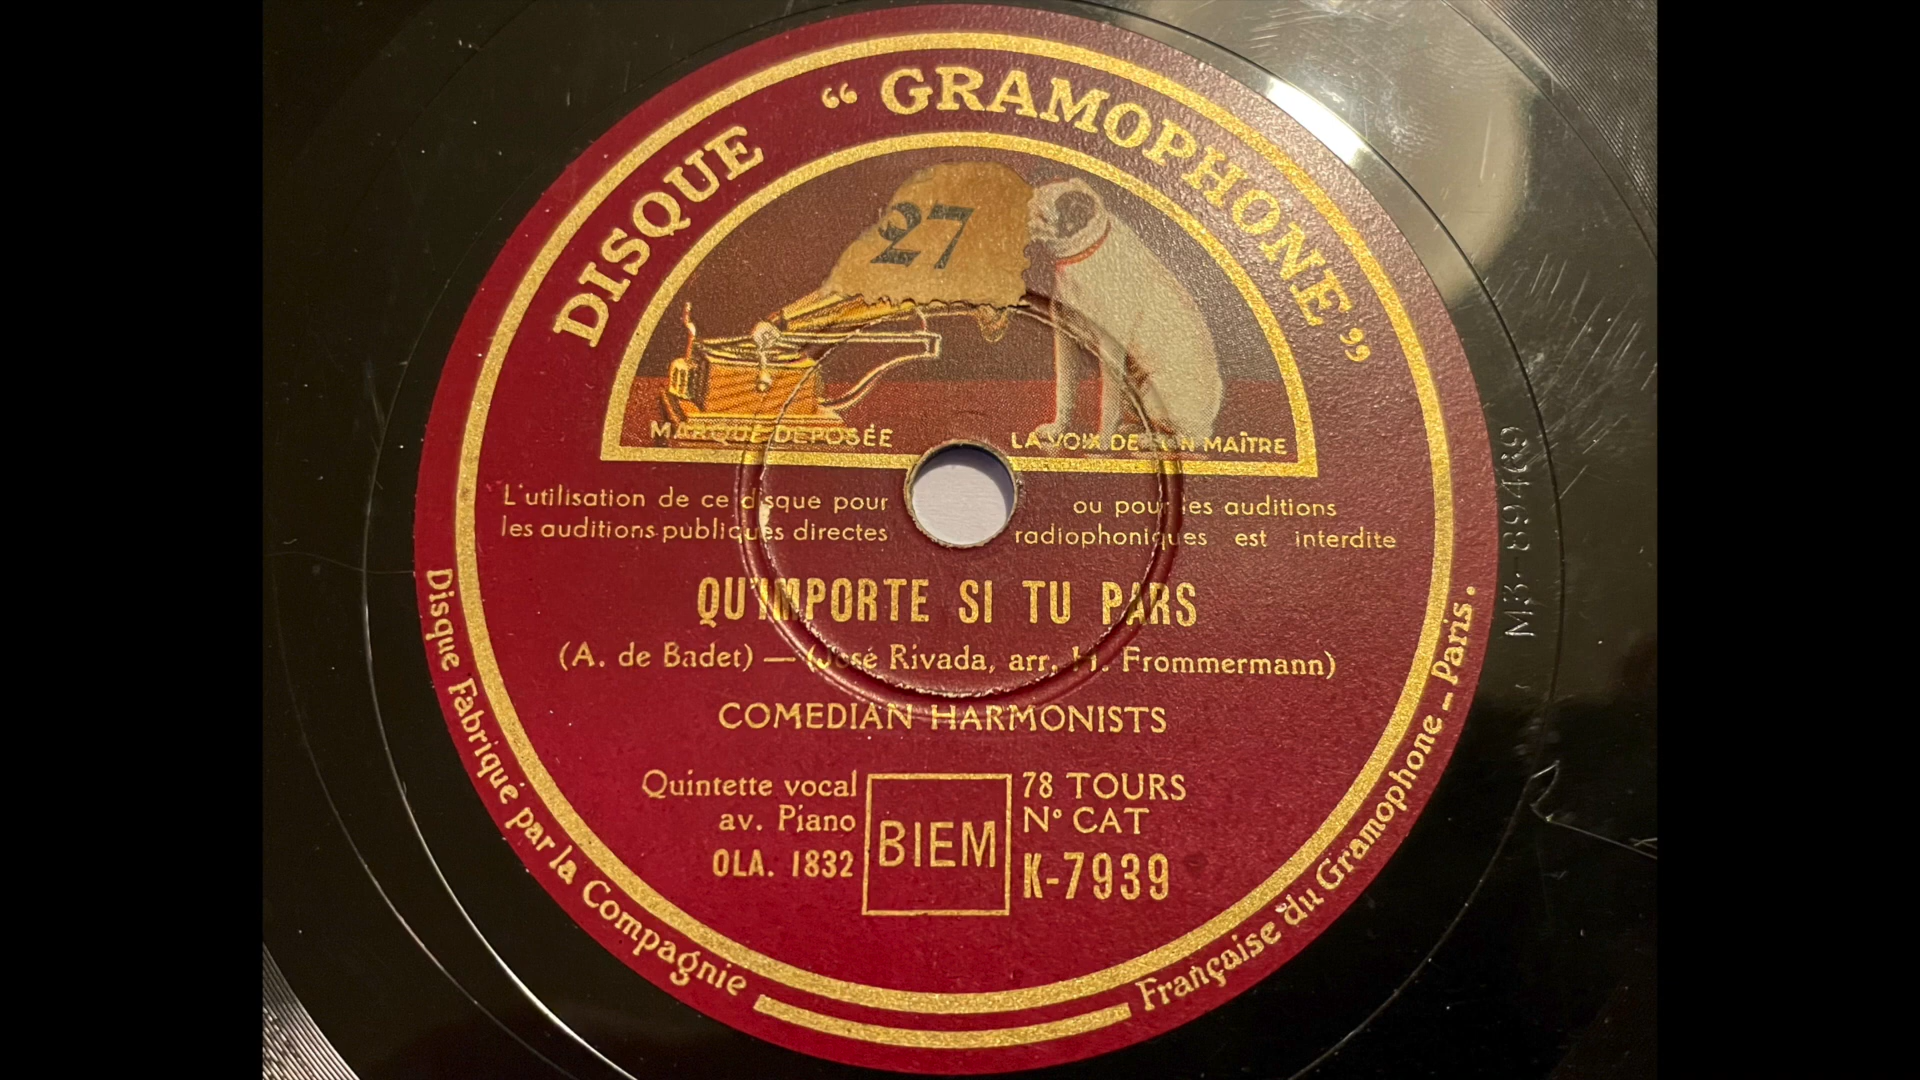 DISQUE “GRAMOPHONE”
27
MARQUE DEPOSÉE
LA VOIX DE SON MAÎTRE
L'utilisation de ce disque pour
les auditions publiques directes
ou pour les auditions
radiophoniques est interdite
QU'IMPORTE SI TU PARS
(A. de Badet) — (José Rivada, arr. H. Frommermann)
COMEDIAN HARMONISTS
Quintette vocal
av. Piano
OLA. 1832
BIEM
78 TOURS
N° CAT
K-7939
Disque Fabriqué par la Compagnie Française du Gramophone - Paris.